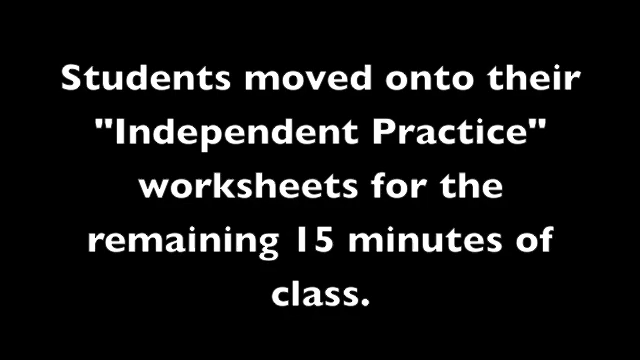 Students moved onto their
"Independent Practice"
worksheets for the
remaining 15 minutes of
class.